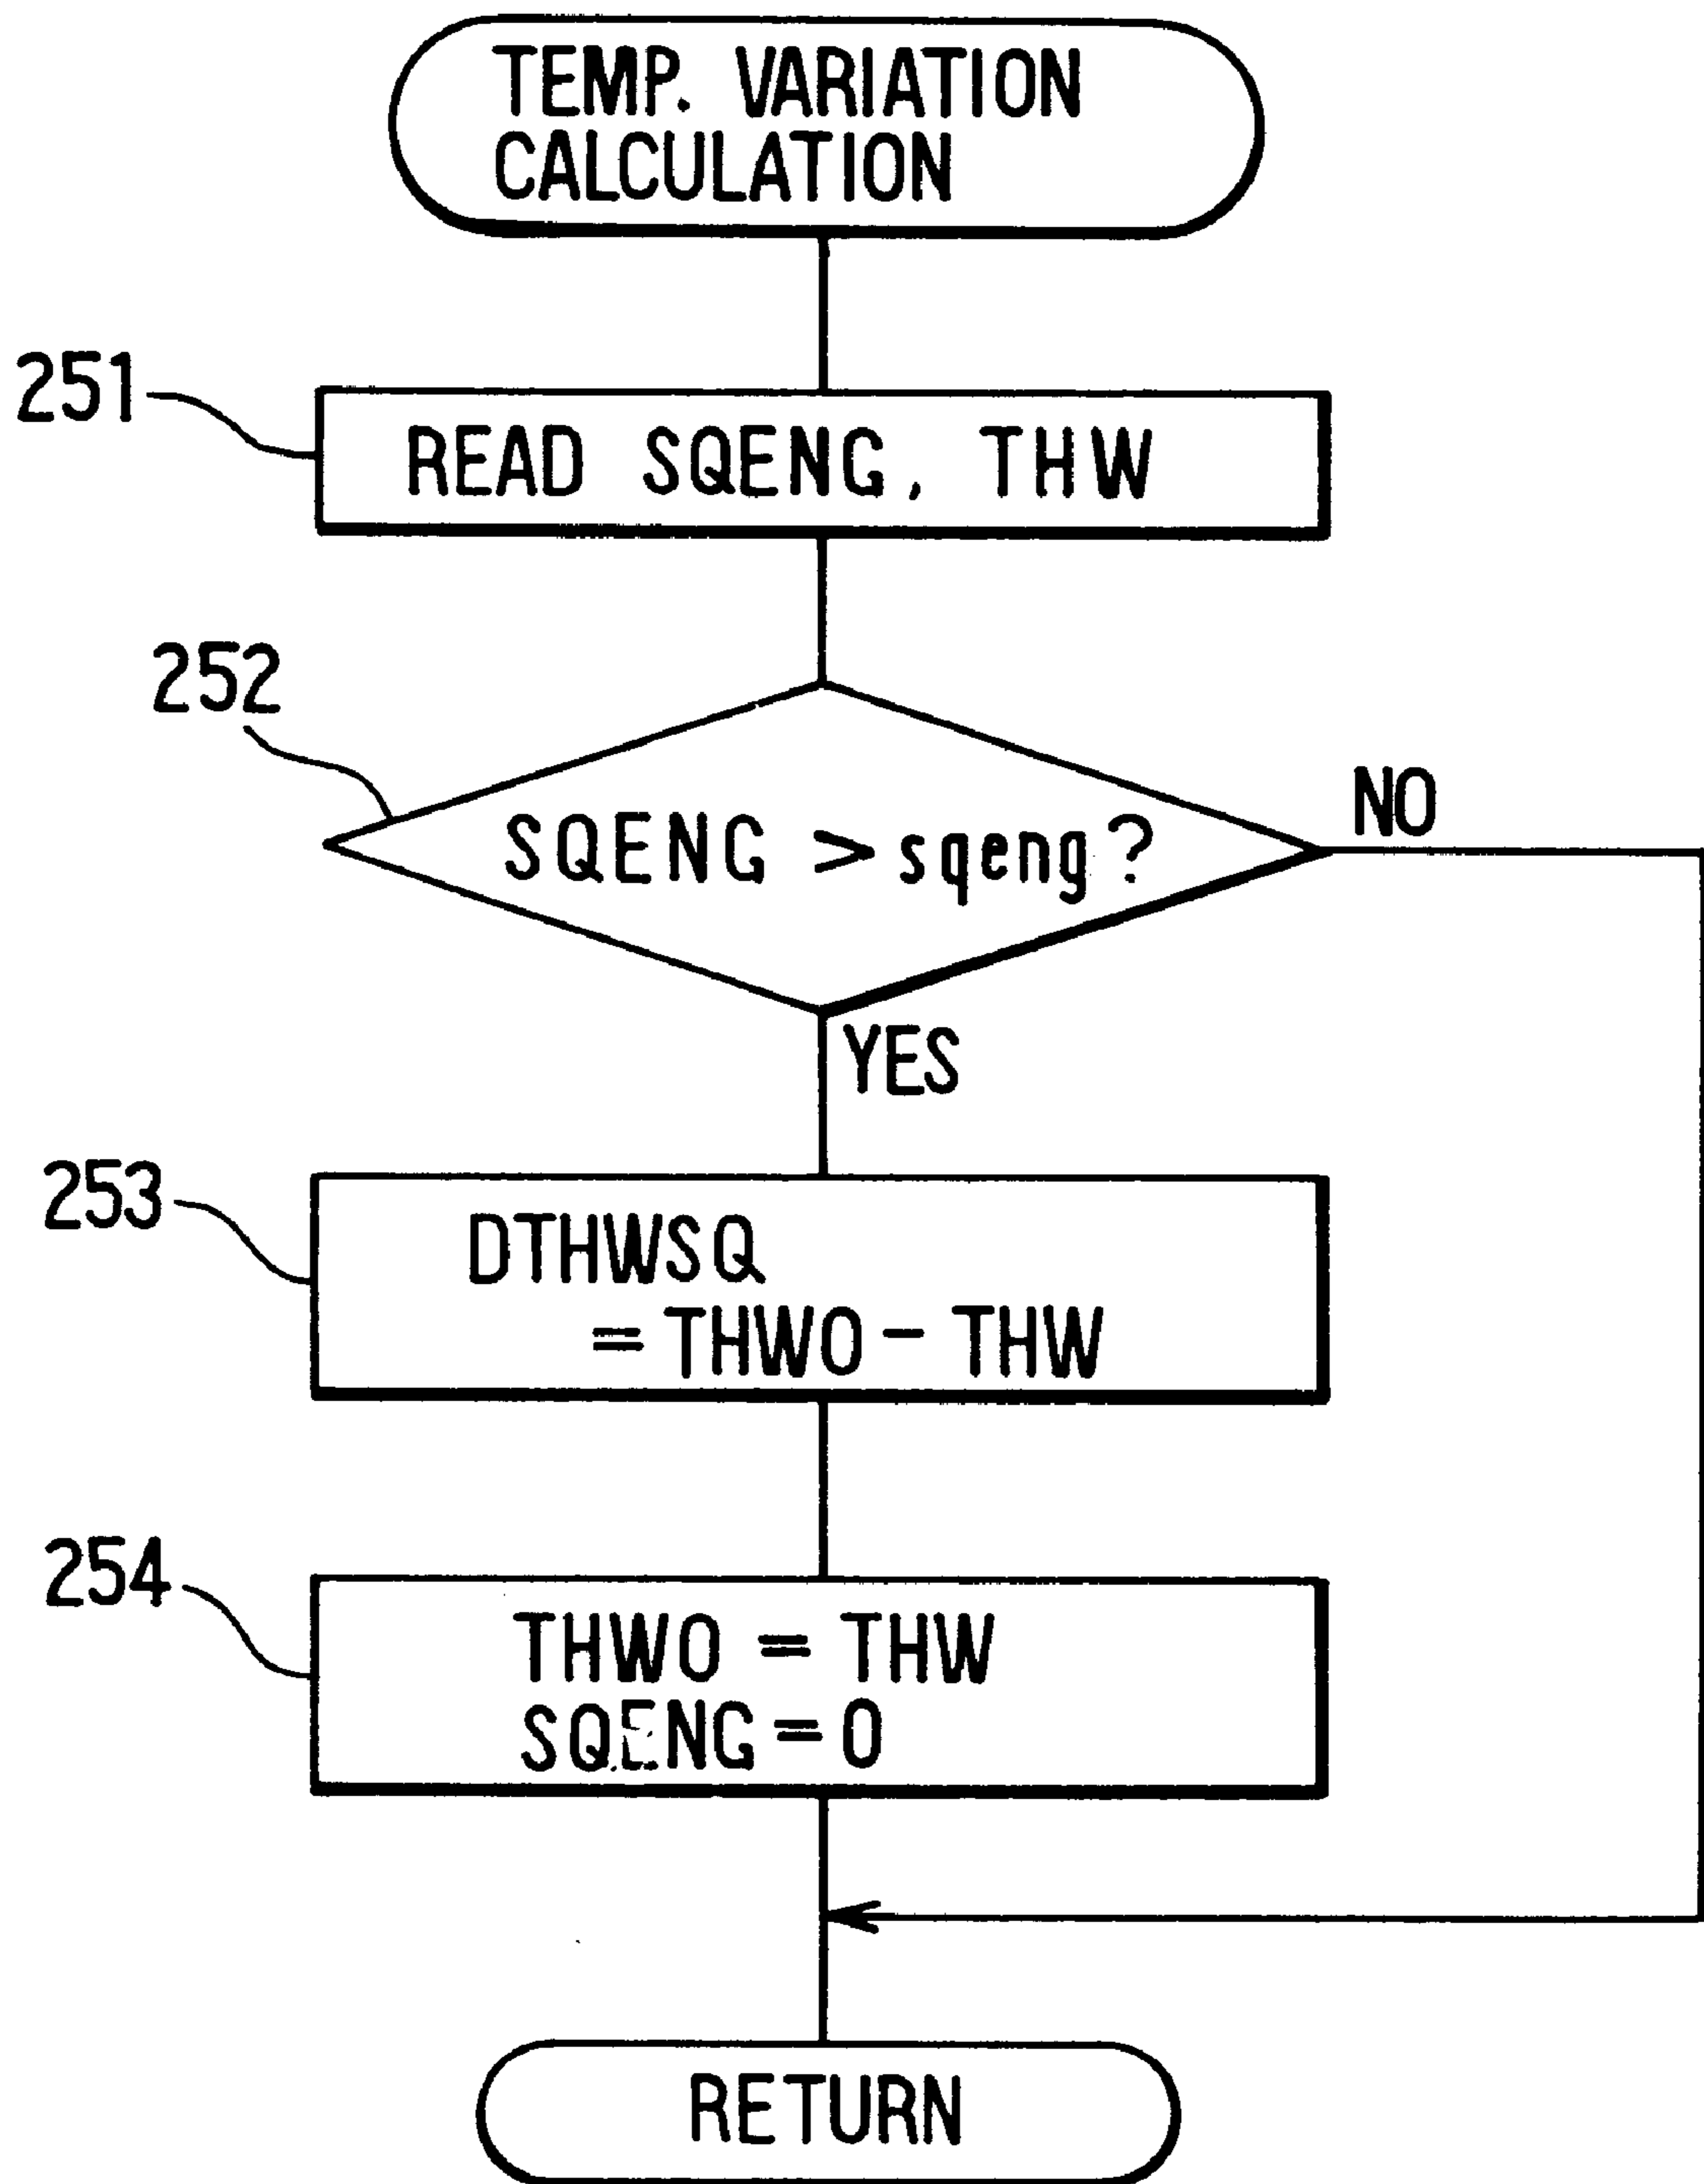 TEMP. VARIATION
CALCULATION
251
READ SQENG, THW
252
SQENG > sqeng?
NO
YES
253
DTHWSQ
= THWO - THW
254
THWO = THW
SQENG = 0
RETURN